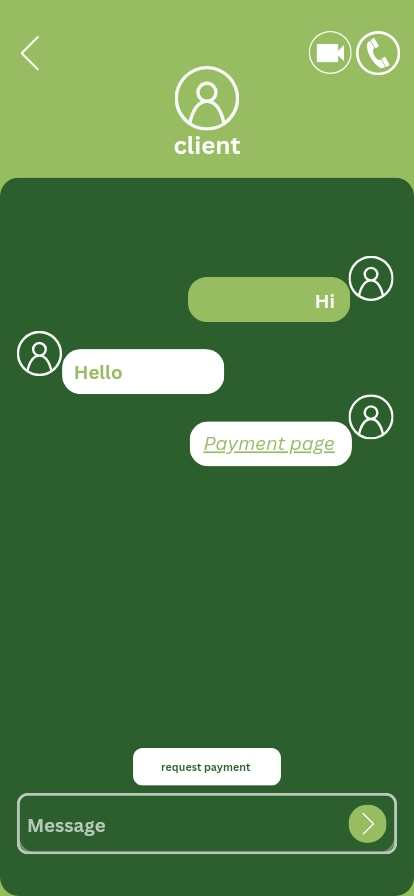 client
Hi
Hello
Payment page
request payment
Message